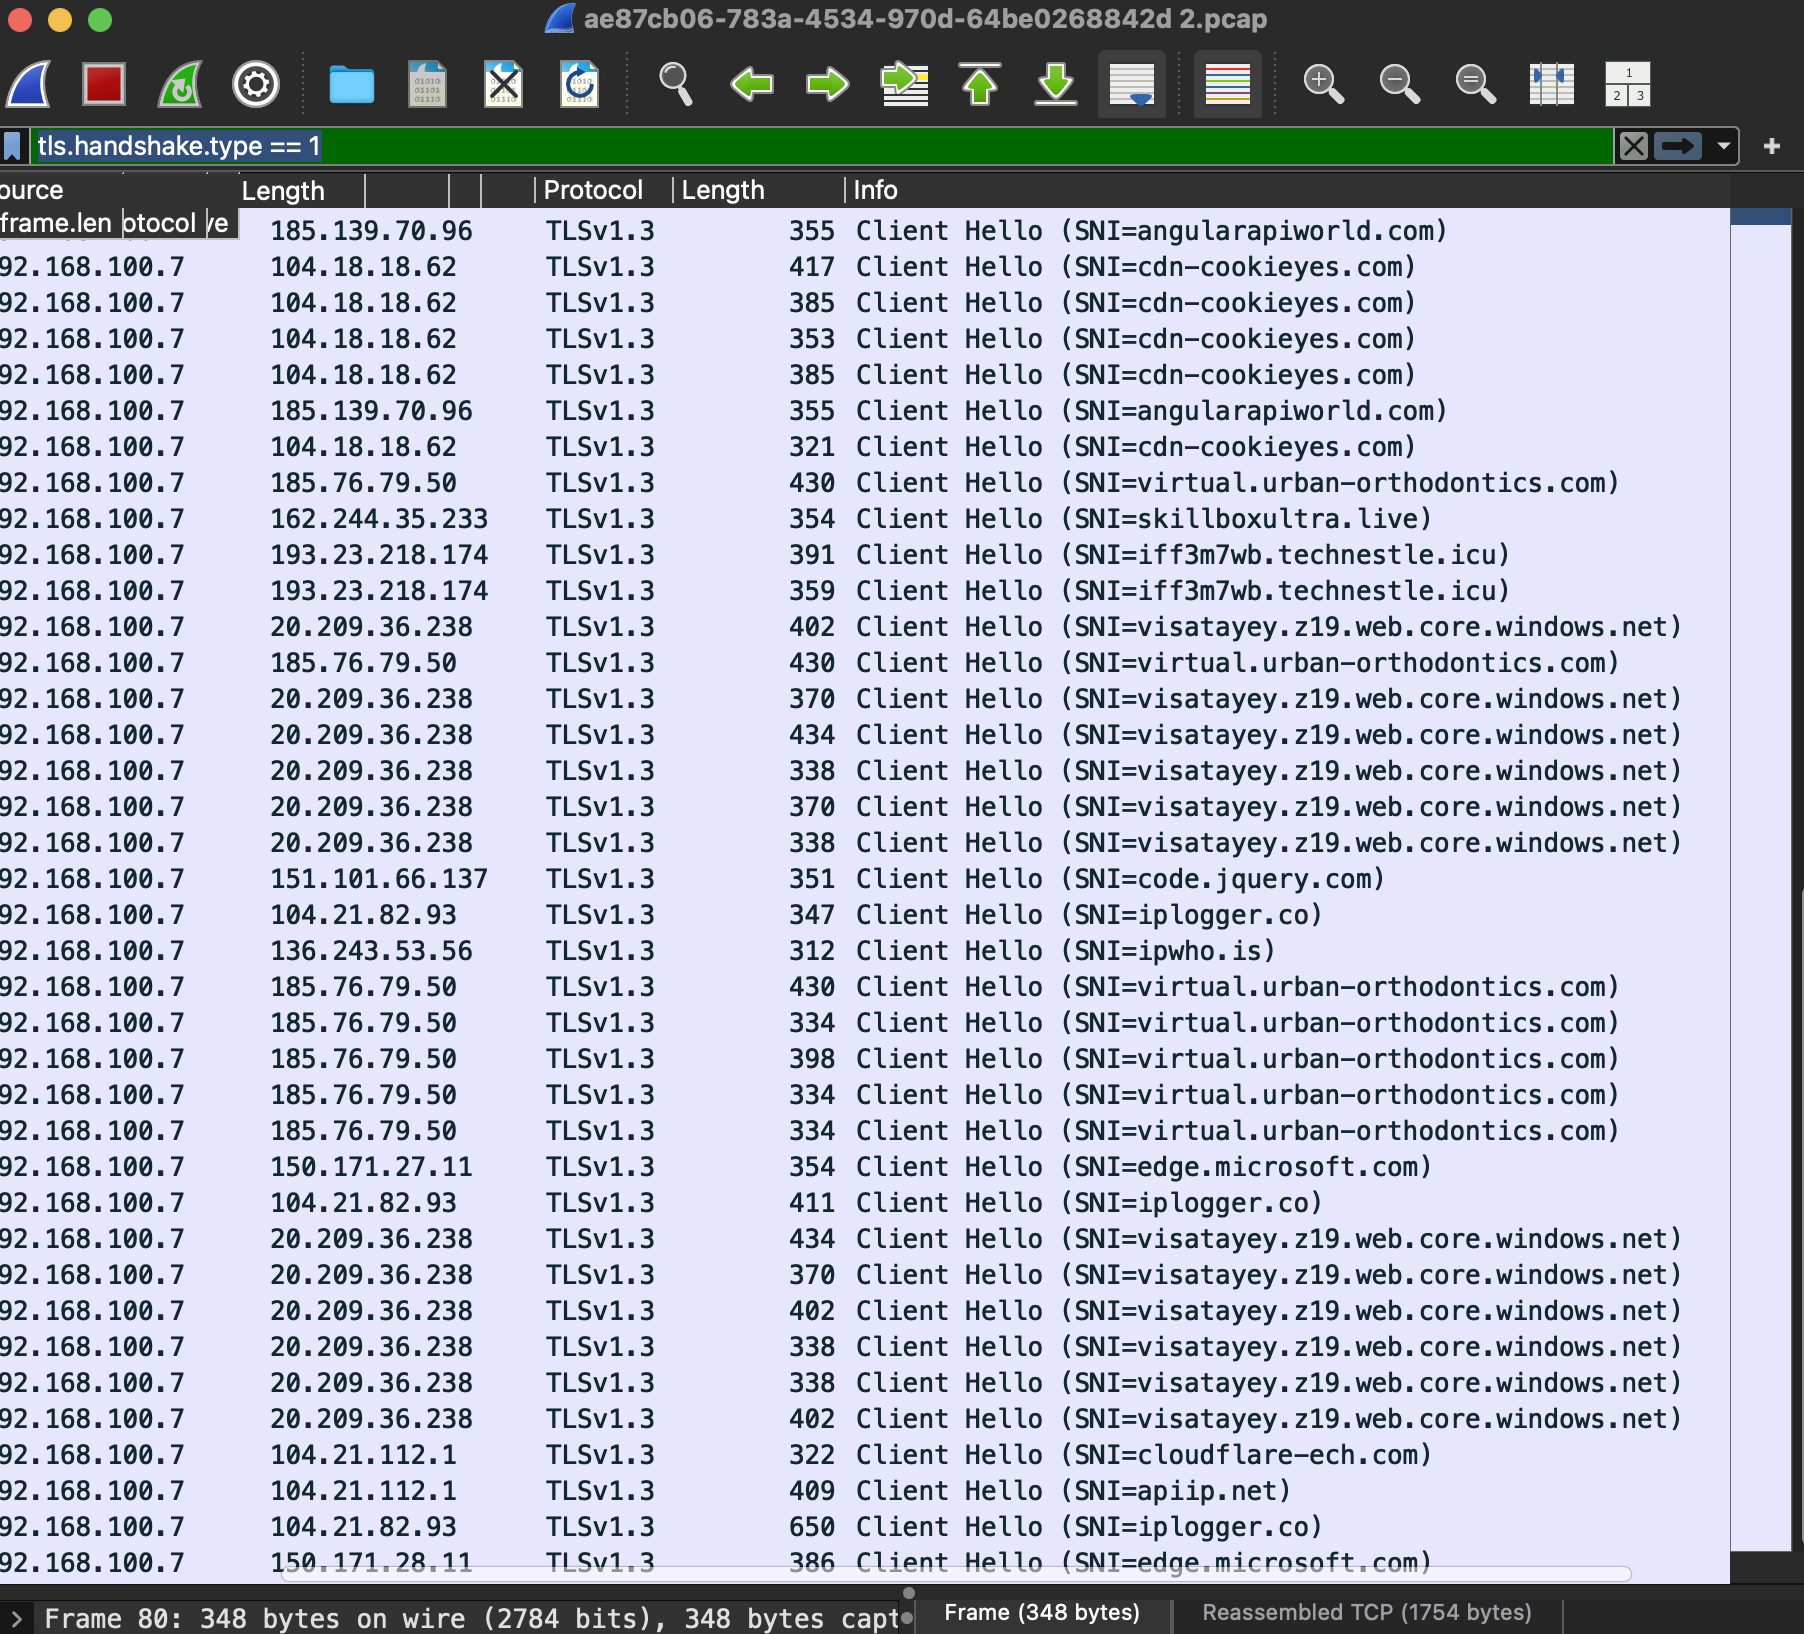 ae87cb06-783a-4534-970d-64be0268842d 2.pcap
tls.handshake.type == 1
ource Length Protocol Length Info
frame.len otocol ve
185.139.70.96 TLSv1.3 355 Client Hello (SNI=angularapiworld.com)
92.168.100.7 104.18.18.62 TLSv1.3 417 Client Hello (SNI=cdn-cookieyes.com)
92.168.100.7 104.18.18.62 TLSv1.3 385 Client Hello (SNI=cdn-cookieyes.com)
92.168.100.7 104.18.18.62 TLSv1.3 353 Client Hello (SNI=cdn-cookieyes.com)
92.168.100.7 104.18.18.62 TLSv1.3 385 Client Hello (SNI=cdn-cookieyes.com)
92.168.100.7 185.139.70.96 TLSv1.3 355 Client Hello (SNI=angularapiworld.com)
92.168.100.7 104.18.18.62 TLSv1.3 321 Client Hello (SNI=cdn-cookieyes.com)
92.168.100.7 185.76.79.50 TLSv1.3 430 Client Hello (SNI=virtual.urban-orthodontics.com)
92.168.100.7 162.244.35.233 TLSv1.3 354 Client Hello (SNI=skillboxultra.live)
92.168.100.7 193.23.218.174 TLSv1.3 391 Client Hello (SNI=iff3m7wb.technestle.icu)
92.168.100.7 193.23.218.174 TLSv1.3 359 Client Hello (SNI=iff3m7wb.technestle.icu)
92.168.100.7 20.209.36.238 TLSv1.3 402 Client Hello (SNI=visatayey.z19.web.core.windows.net)
92.168.100.7 185.76.79.50 TLSv1.3 430 Client Hello (SNI=virtual.urban-orthodontics.com)
92.168.100.7 20.209.36.238 TLSv1.3 370 Client Hello (SNI=visatayey.z19.web.core.windows.net)
92.168.100.7 20.209.36.238 TLSv1.3 434 Client Hello (SNI=visatayey.z19.web.core.windows.net)
92.168.100.7 20.209.36.238 TLSv1.3 338 Client Hello (SNI=visatayey.z19.web.core.windows.net)
92.168.100.7 20.209.36.238 TLSv1.3 370 Client Hello (SNI=visatayey.z19.web.core.windows.net)
92.168.100.7 20.209.36.238 TLSv1.3 338 Client Hello (SNI=visatayey.z19.web.core.windows.net)
92.168.100.7 151.101.66.137 TLSv1.3 351 Client Hello (SNI=code.jquery.com)
92.168.100.7 104.21.82.93 TLSv1.3 347 Client Hello (SNI=iplogger.co)
92.168.100.7 136.243.53.56 TLSv1.3 312 Client Hello (SNI=ipwho.is)
92.168.100.7 185.76.79.50 TLSv1.3 430 Client Hello (SNI=virtual.urban-orthodontics.com)
92.168.100.7 185.76.79.50 TLSv1.3 334 Client Hello (SNI=virtual.urban-orthodontics.com)
92.168.100.7 185.76.79.50 TLSv1.3 398 Client Hello (SNI=virtual.urban-orthodontics.com)
92.168.100.7 185.76.79.50 TLSv1.3 334 Client Hello (SNI=virtual.urban-orthodontics.com)
92.168.100.7 185.76.79.50 TLSv1.3 334 Client Hello (SNI=virtual.urban-orthodontics.com)
92.168.100.7 150.171.27.11 TLSv1.3 354 Client Hello (SNI=edge.microsoft.com)
92.168.100.7 104.21.82.93 TLSv1.3 411 Client Hello (SNI=iplogger.co)
92.168.100.7 20.209.36.238 TLSv1.3 434 Client Hello (SNI=visatayey.z19.web.core.windows.net)
92.168.100.7 20.209.36.238 TLSv1.3 370 Client Hello (SNI=visatayey.z19.web.core.windows.net)
92.168.100.7 20.209.36.238 TLSv1.3 402 Client Hello (SNI=visatayey.z19.web.core.windows.net)
92.168.100.7 20.209.36.238 TLSv1.3 338 Client Hello (SNI=visatayey.z19.web.core.windows.net)
92.168.100.7 20.209.36.238 TLSv1.3 338 Client Hello (SNI=visatayey.z19.web.core.windows.net)
92.168.100.7 20.209.36.238 TLSv1.3 402 Client Hello (SNI=visatayey.z19.web.core.windows.net)
92.168.100.7 104.21.112.1 TLSv1.3 322 Client Hello (SNI=cloudflare-ech.com)
92.168.100.7 104.21.112.1 TLSv1.3 409 Client Hello (SNI=apiip.net)
92.168.100.7 104.21.82.93 TLSv1.3 650 Client Hello (SNI=iplogger.co)
92.168.100.7 150.171.28.11 TLSv1.3 386 Client Hello (SNI=edge.microsoft.com)
Frame 80: 348 bytes on wire (2784 bits), 348 bytes capt Frame (348 bytes) Reassembled TCP (1754 bytes)